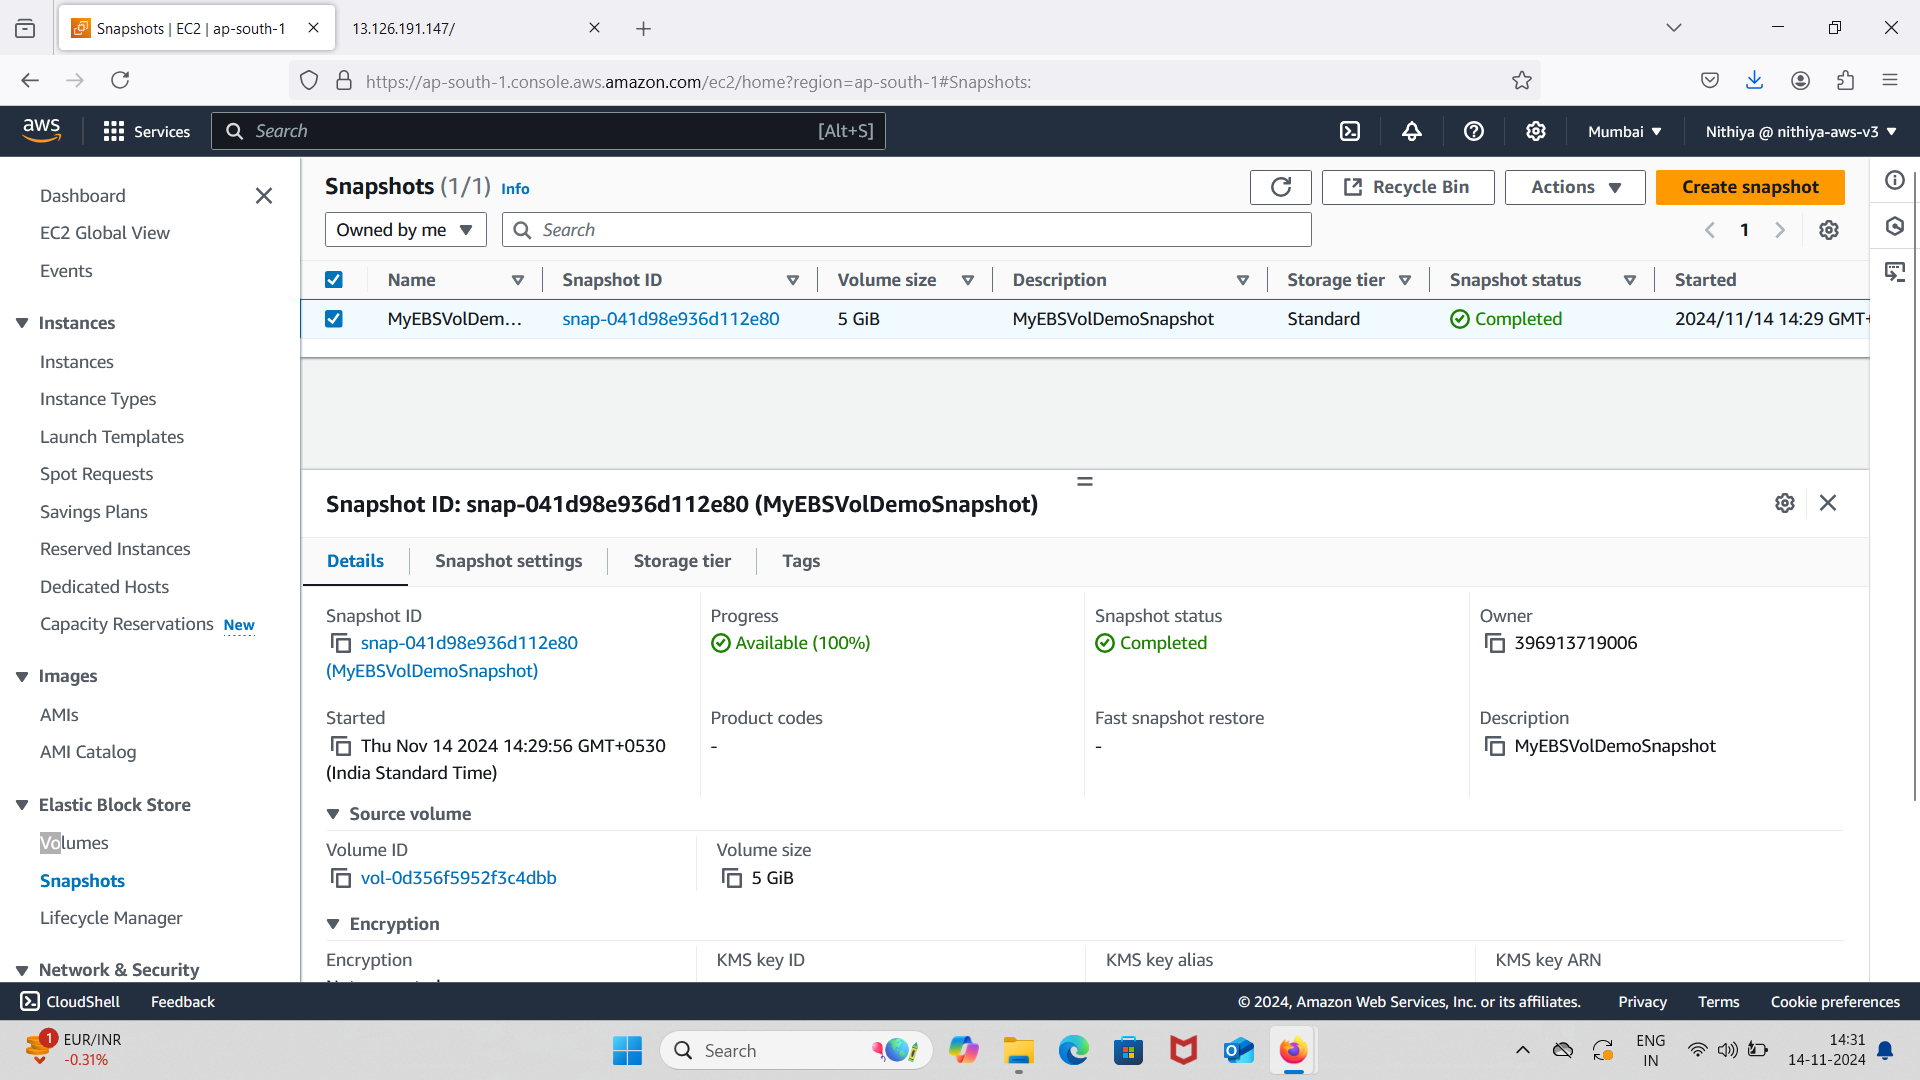 Snapshots | EC2 | ap-south-1
13.126.191.147/
https://ap-south-1.console.aws.amazon.com/ec2/home?region=ap-south-1#Snapshots:
aws
Services
Search
[Alt+S]
Mumbai
Nithiya @ nithiya-aws-v3
Dashboard
EC2 Global View
Events
Instances
Instances
Instance Types
Launch Templates
Spot Requests
Savings Plans
Reserved Instances
Dedicated Hosts
Capacity Reservations New
Images
AMIs
AMI Catalog
Elastic Block Store
Volumes
Snapshots
Lifecycle Manager
Network & Security
Snapshots (1/1) Info
Recycle Bin
Actions
Create snapshot
Owned by me
Search
1
Name Snapshot ID Volume size Description Storage tier Snapshot status Started
MyEBSVolDem... snap-041d98e936d112e80 5 GiB MyEBSVolDemoSnapshot Standard Completed 2024/11/14 14:29 GMT+
Snapshot ID: snap-041d98e936d112e80 (MyEBSVolDemoSnapshot)
Details Snapshot settings Storage tier Tags
Snapshot ID
snap-041d98e936d112e80
(MyEBSVolDemoSnapshot)
Progress
Available (100%)
Snapshot status
Completed
Owner
396913719006
Started
Thu Nov 14 2024 14:29:56 GMT+0530
(India Standard Time)
Product codes
-
Fast snapshot restore
-
Description
MyEBSVolDemoSnapshot
Source volume
Volume ID
vol-0d356f5952f3c4dbb
Volume size
5 GiB
Encryption
Encryption KMS key ID KMS key alias KMS key ARN
CloudShell Feedback
© 2024, Amazon Web Services, Inc. or its affiliates. Privacy Terms Cookie preferences
1
EUR/INR
-0.31%
Search
ENG
IN
14:31
14-11-2024